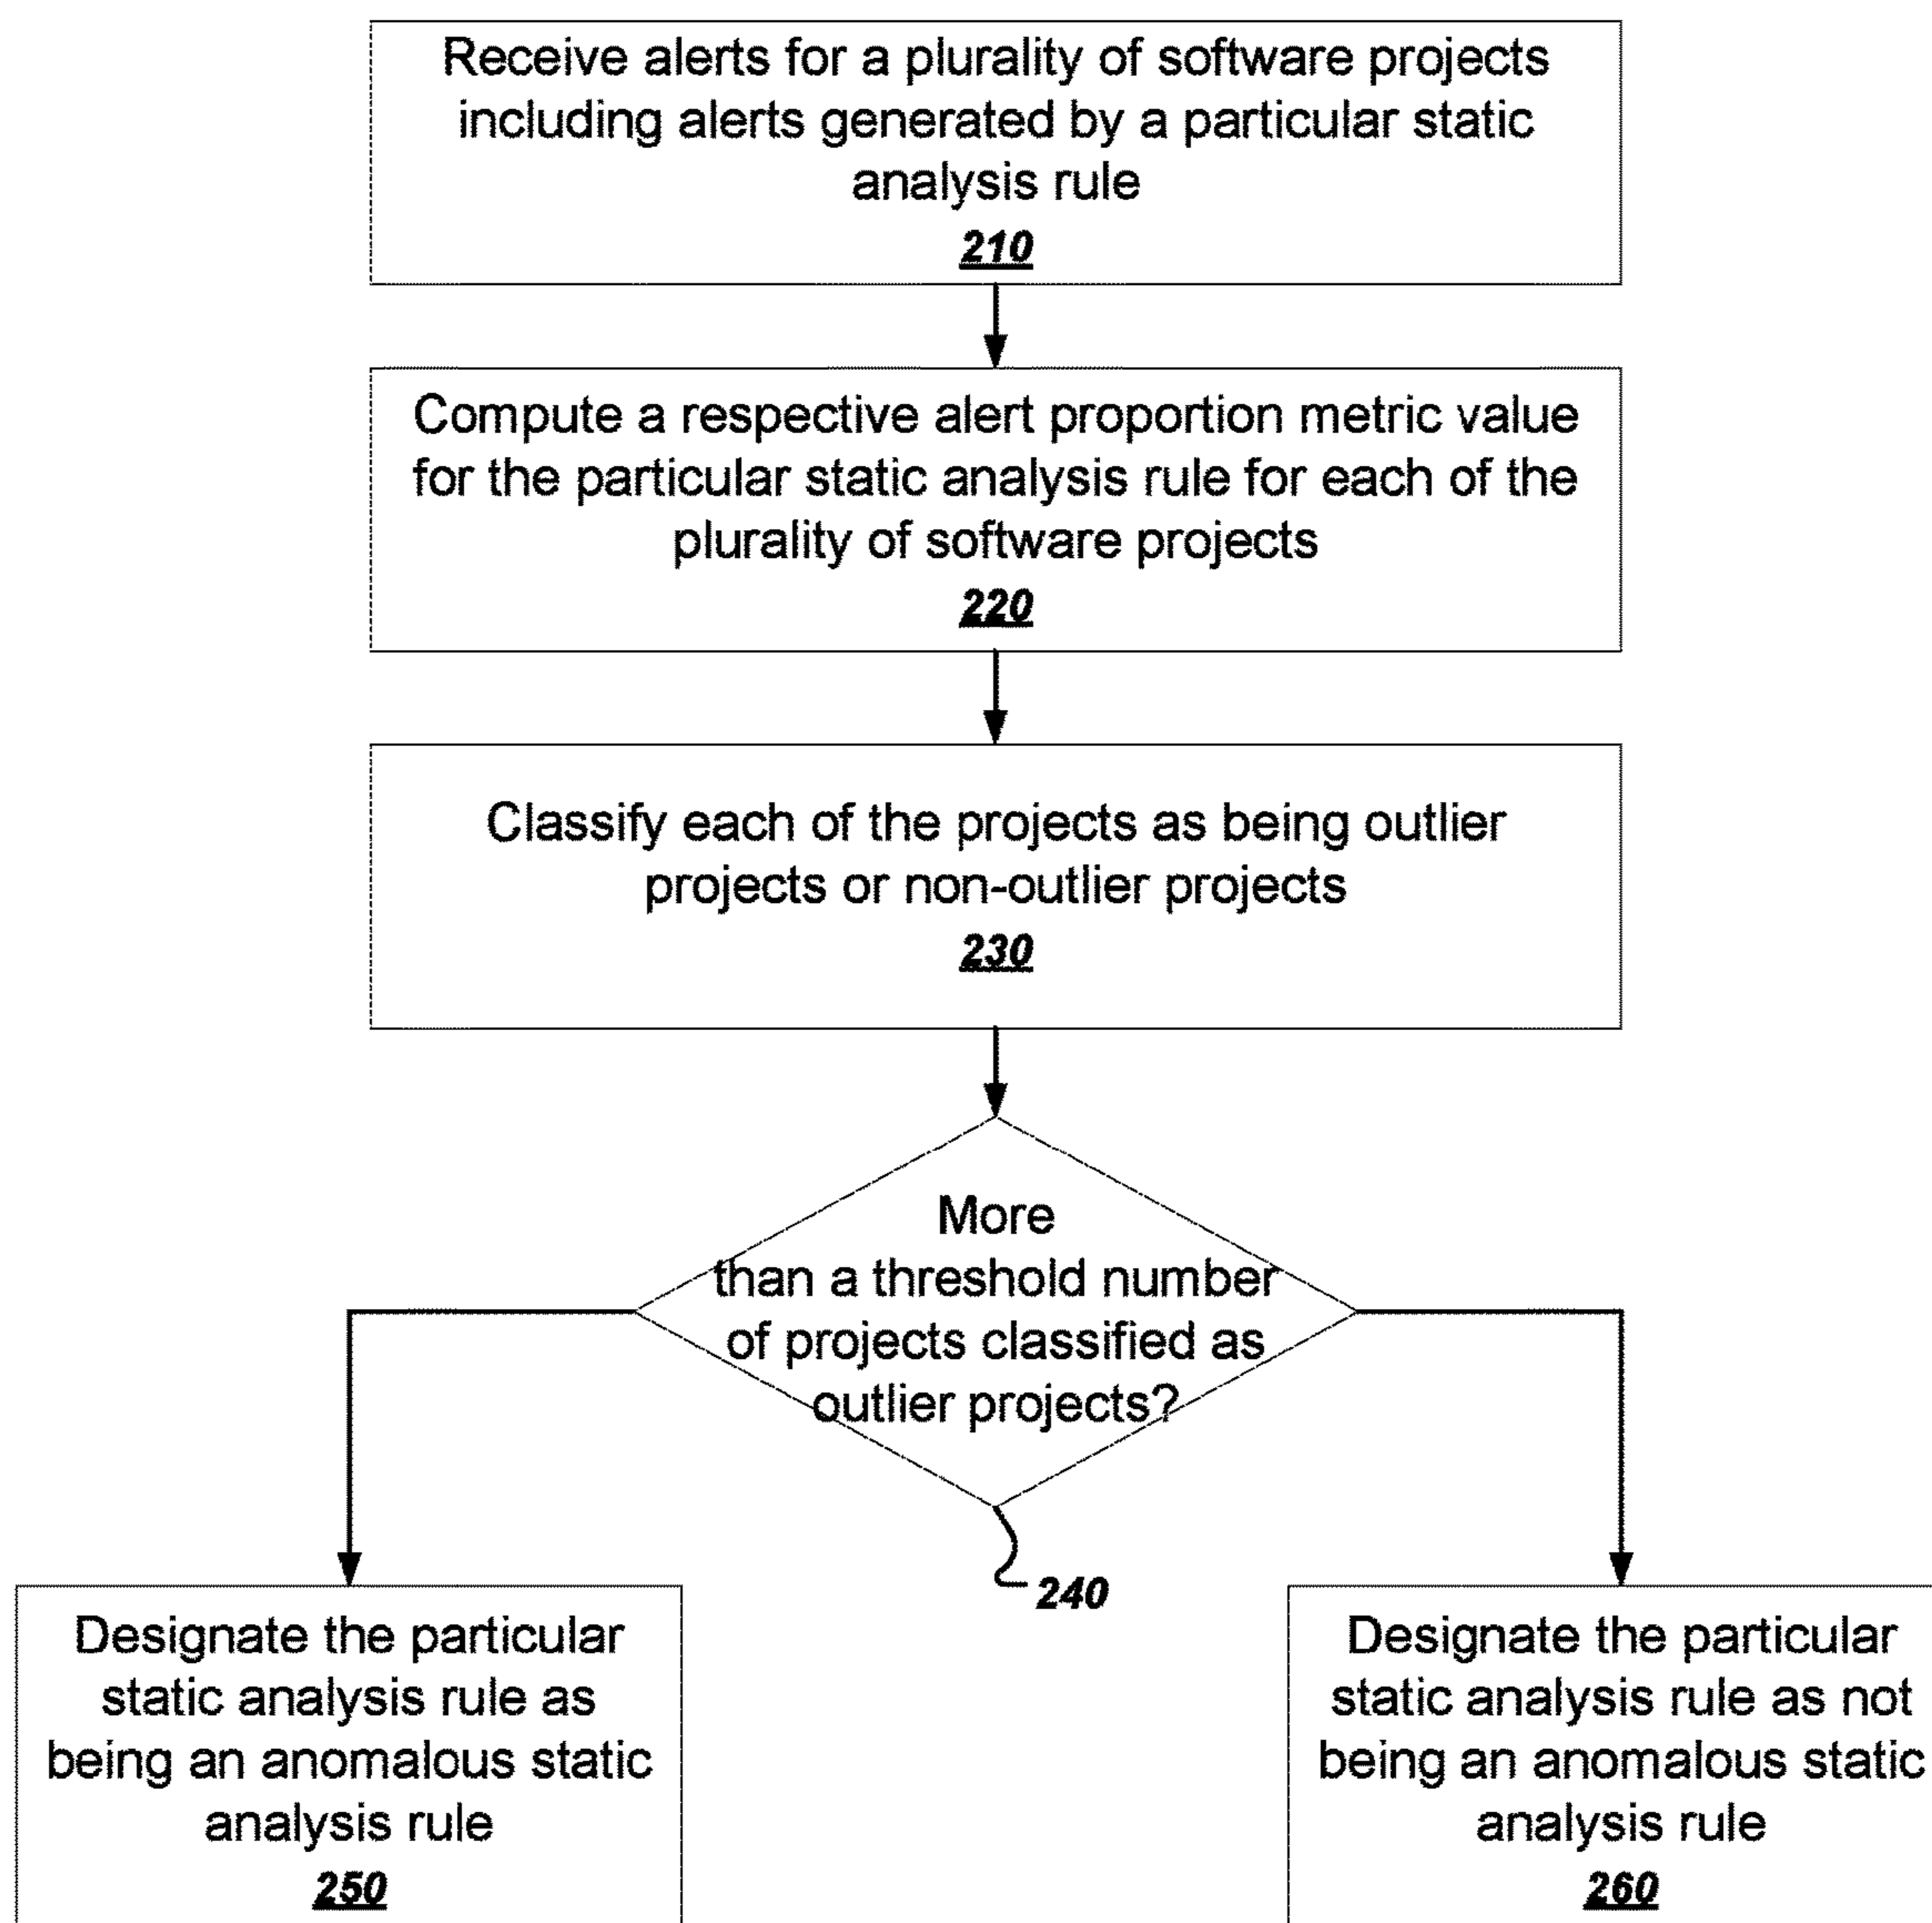 Receive alerts for a plurality of software projects
including alerts generated by a particular static
analysis rule
210
Compute a respective alert proportion metric value
for the particular static analysis rule for each of the
plurality of software projects
220
Classify each of the projects as being outlier
projects or non-outlier projects
230
More
than a threshold number
of projects classified as
outlier projects?
240
Designate the particular
static analysis rule as
being an anomalous static
analysis rule
250
Designate the particular
static analysis rule as not
being an anomalous static
analysis rule
260